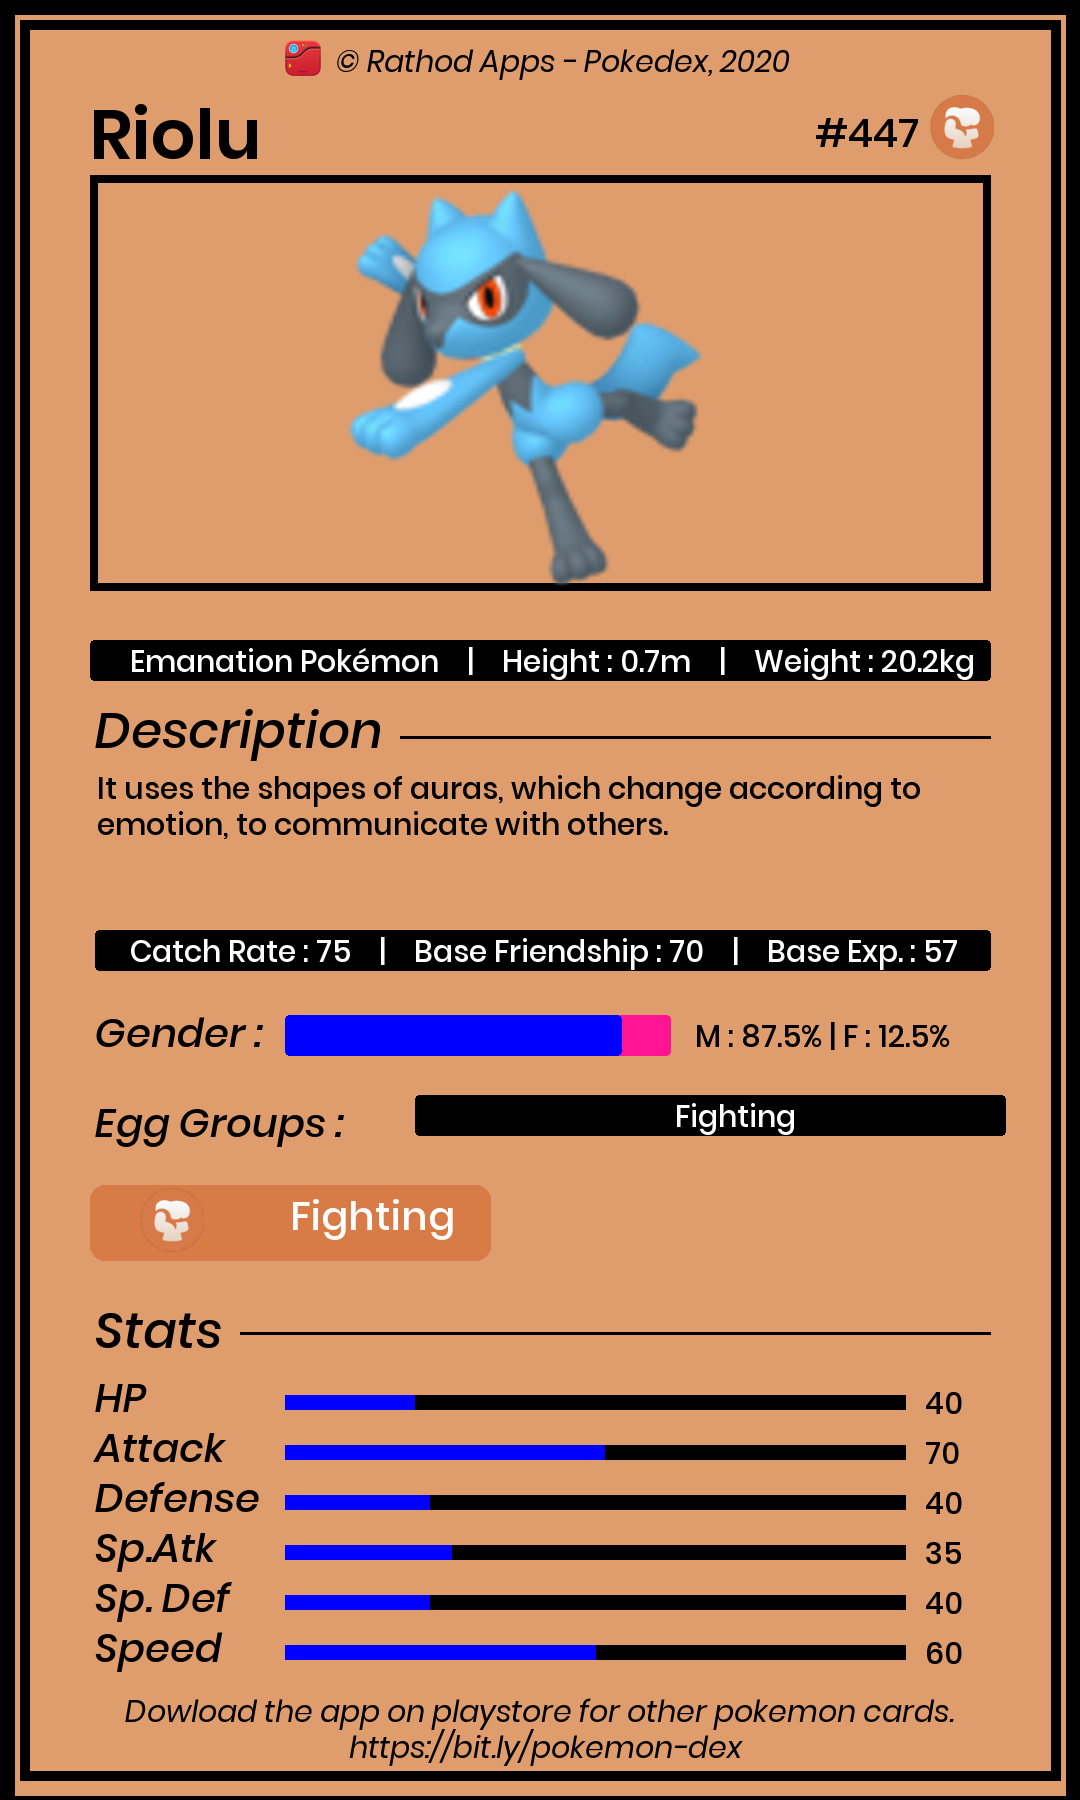 © Rathod Apps - Pokedex, 2020
Riolu
#447
Emanation Pokémon | Height : 0.7m | Weight : 20.2kg
Description
It uses the shapes of auras, which change according to
emotion, to communicate with others.
Catch Rate : 75 | Base Friendship : 70 | Base Exp. : 57
Gender : M : 87.5% | F : 12.5%
Egg Groups : Fighting
Fighting
Stats
HP 40
Attack 70
Defense 40
Sp.Atk 35
Sp. Def 40
Speed 60
Dowload the app on playstore for other pokemon cards.
https://bit.ly/pokemon-dex